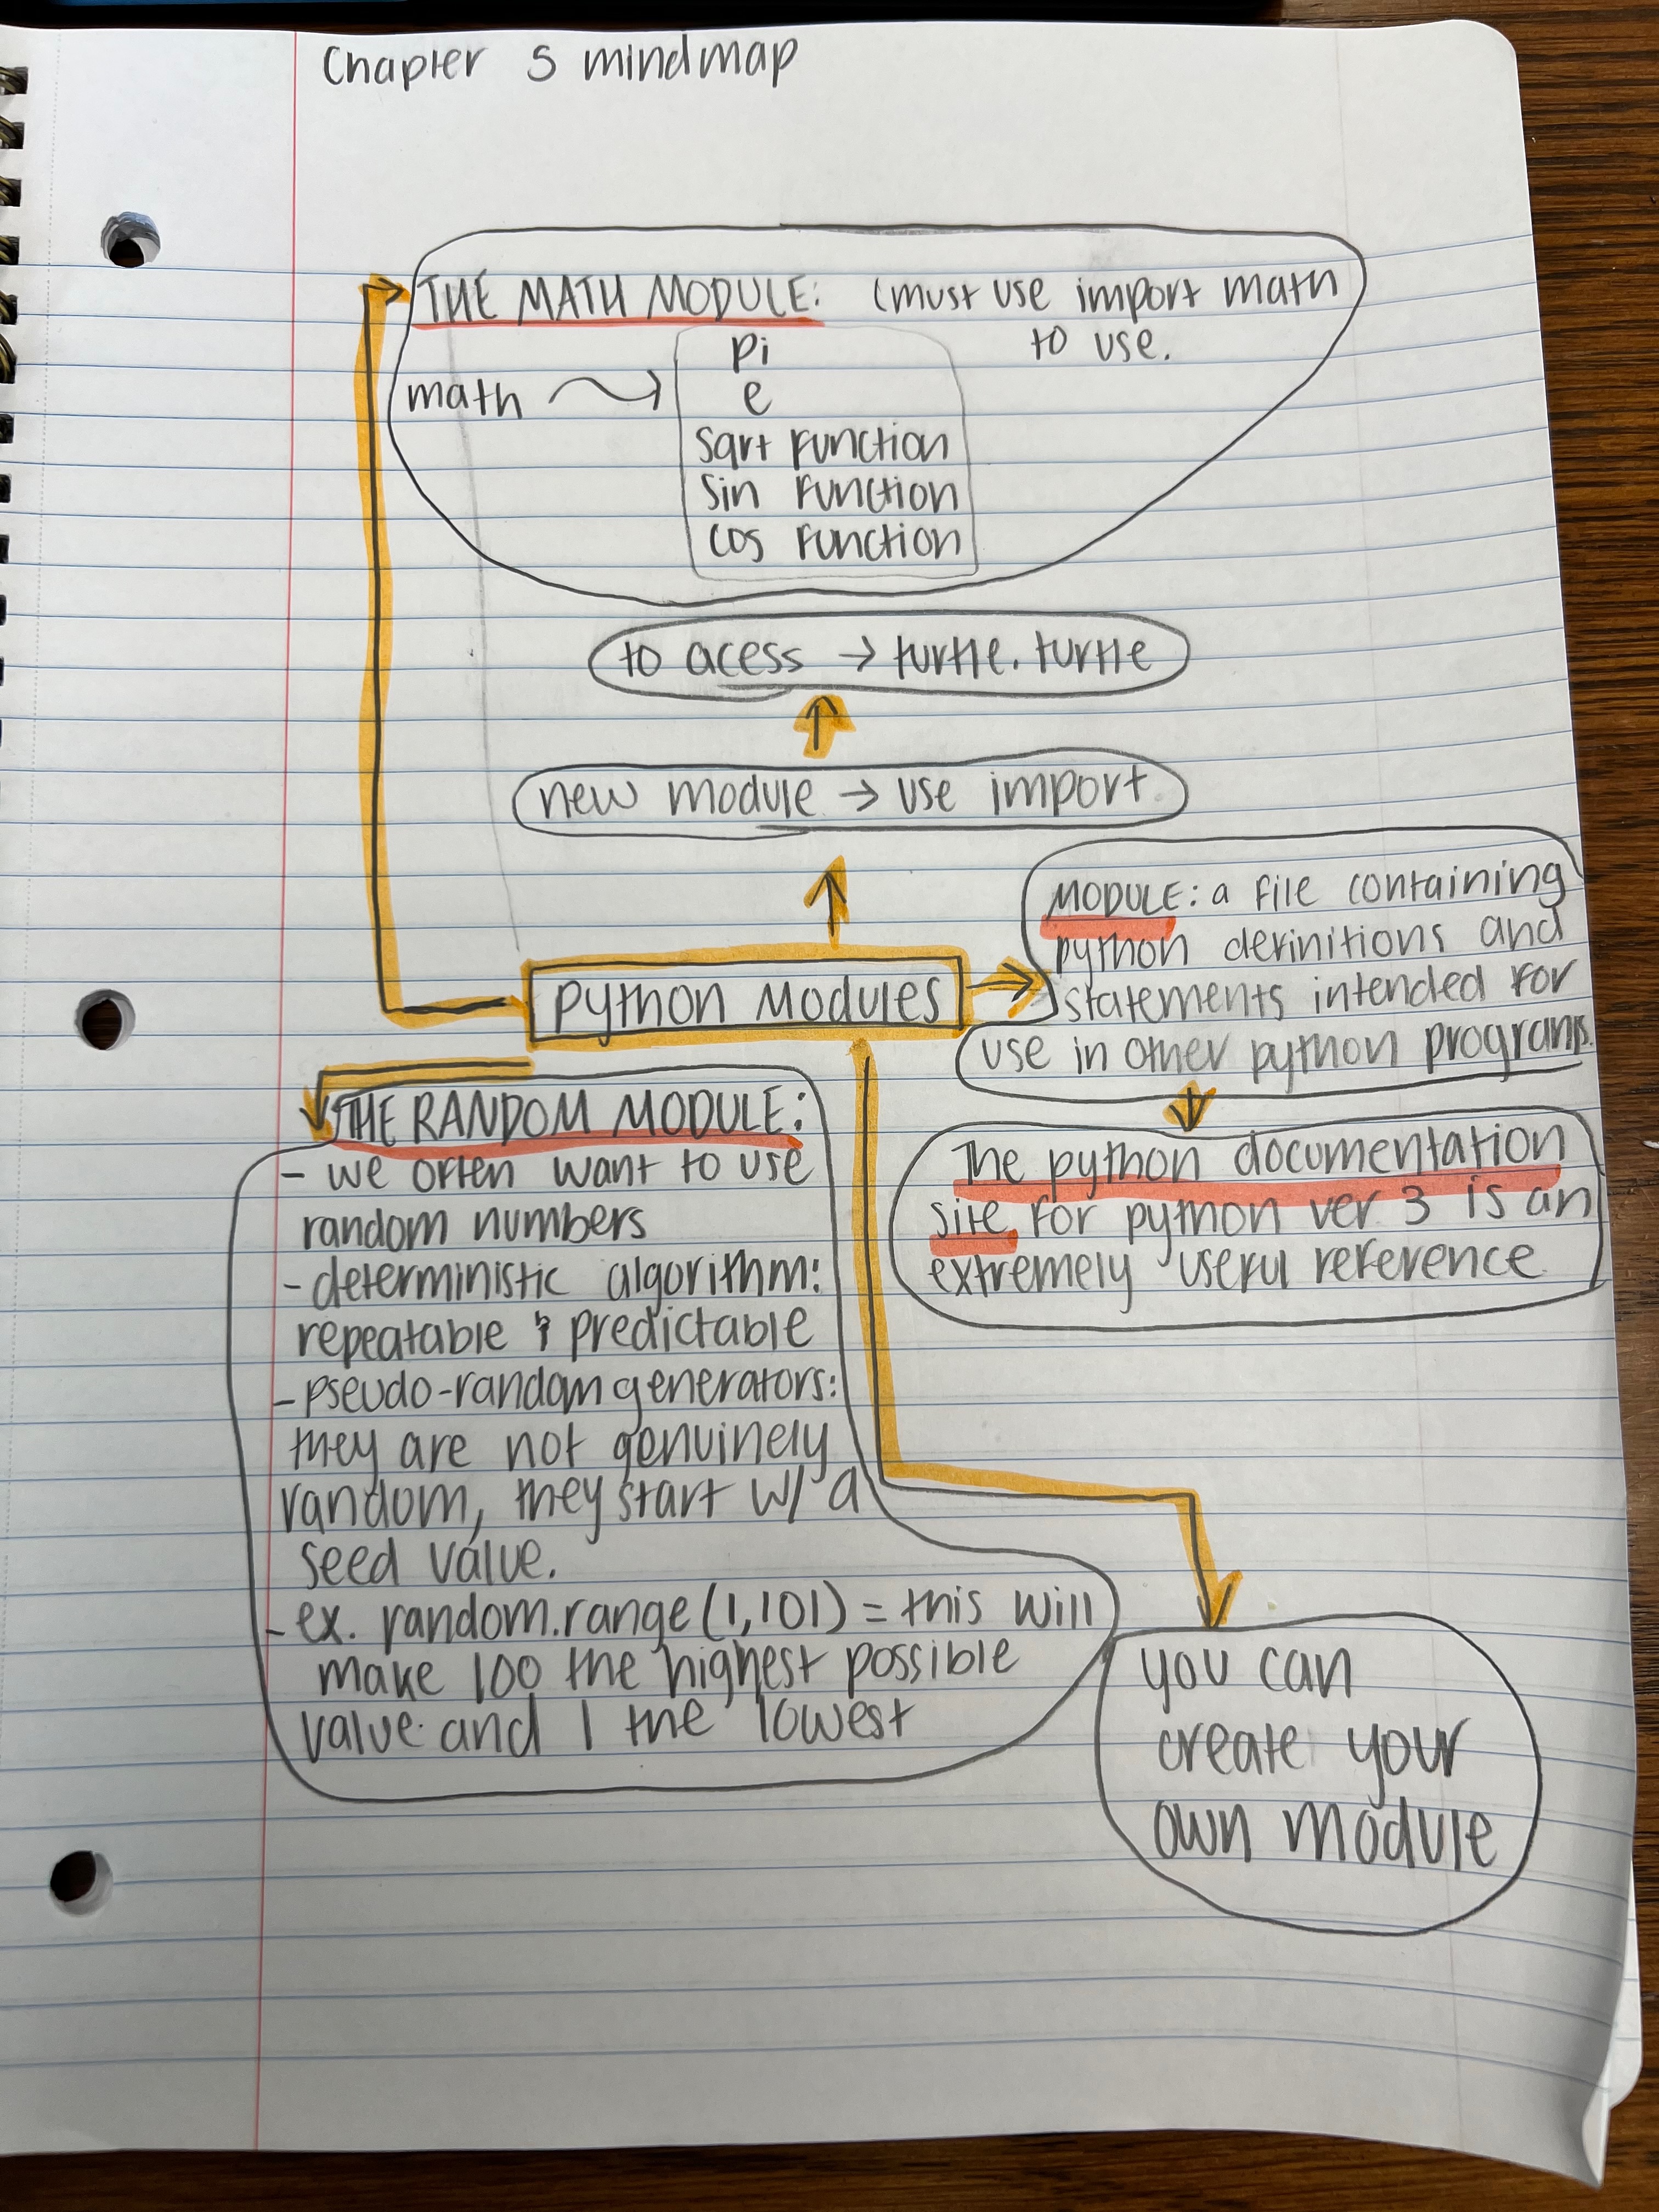 Chapter 5 mindmap
THE MATH MODULE: (must use import math
to use.
math → pi
e
sqrt function
sin function
cos function
to acess → turtle.turtle
new module → use import
MODULE: a file containing
python definitions and
statements intended for
use in other python programs.
Python Modules
The python documentation
site for python ver 3 is an
extremely useful reference
THE RANDOM MODULE:
- we often want to use
random numbers
- deterministic algorithm:
repeatable & predictable
- pseudo-random generators:
they are not genuinely
random, they start w/ a
seed value.
- ex. random.range(1,101) = this will
make 100 the highest possible
value and 1 the lowest
you can
create your
own module